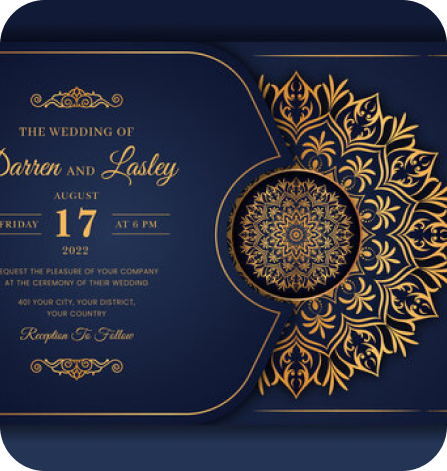 THE WEDDING OF
Darren AND Lasley
AUGUST
FRIDAY 17 AT 6 PM
2022
REQUEST THE PLEASURE OF YOUR COMPANY
AT THE CEREMONY OF THEIR WEDDING
401 YOUR CITY, YOUR DISTRICT,
YOUR COUNTRY
Reception To Follow